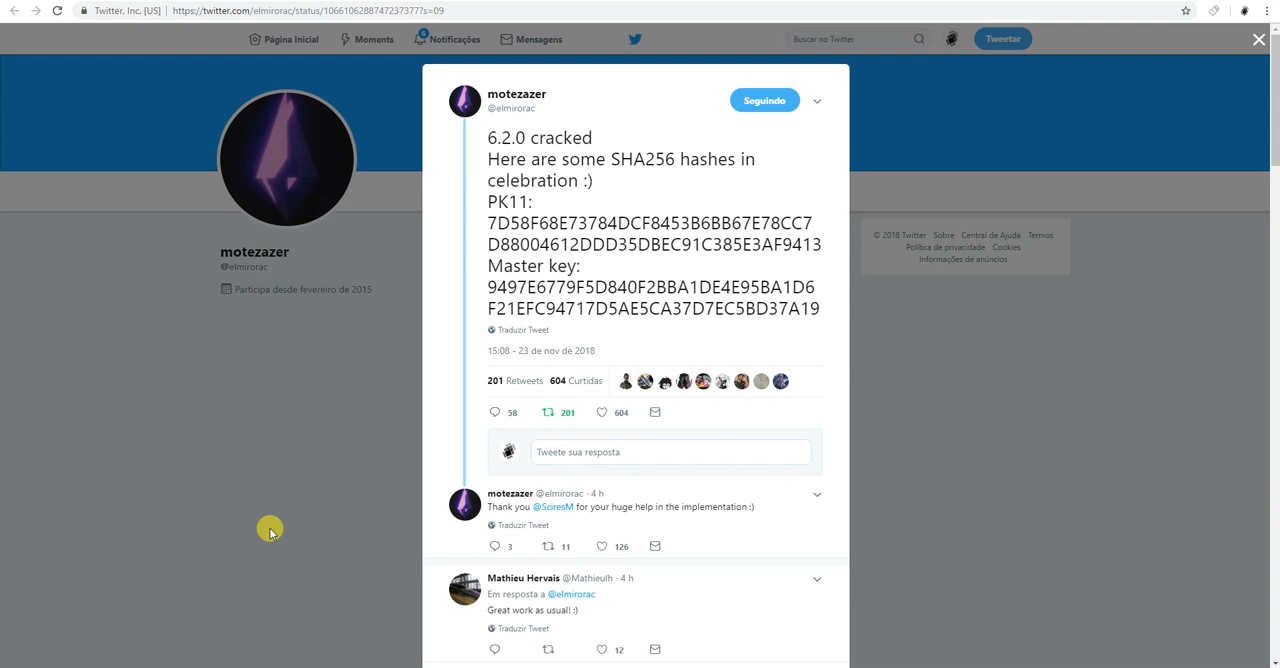 Twitter, Inc. [US] | https://twitter.com/elmirorac/status/1066106288747237377?s=09
Página Inicial Moments 6 Notificações Mensagens Buscar no Twitter Tweetar
motezazer
@elmirorac
Participa desde fevereiro de 2015
motezazer
@elmirorac
Seguindo
6.2.0 cracked
Here are some SHA256 hashes in
celebration :)
PK11:
7D58F68E73784DCF8453B6BB67E78CC7
D88004612DDD35DBEC91C385E3AF9413
Master key:
9497E6779F5D840F2BBA1DE4E95BA1D6
F21EFC94717D5AE5CA37D7EC5BD37A19
Traduzir Tweet
15:08 - 23 de nov de 2018
201 Retweets 604 Curtidas
58 201 604
Tweete sua resposta
motezazer @elmirorac · 4 h
Thank you @SciresM for your huge help in the implementation :)
Traduzir Tweet
3 11 126
Mathieu Hervais @Mathieulh · 4 h
Em resposta a @elmirorac
Great work as usual! :)
Traduzir Tweet
12
© 2018 Twitter Sobre Central de Ajuda Termos
Política de privacidade Cookies
Informações de anúncios